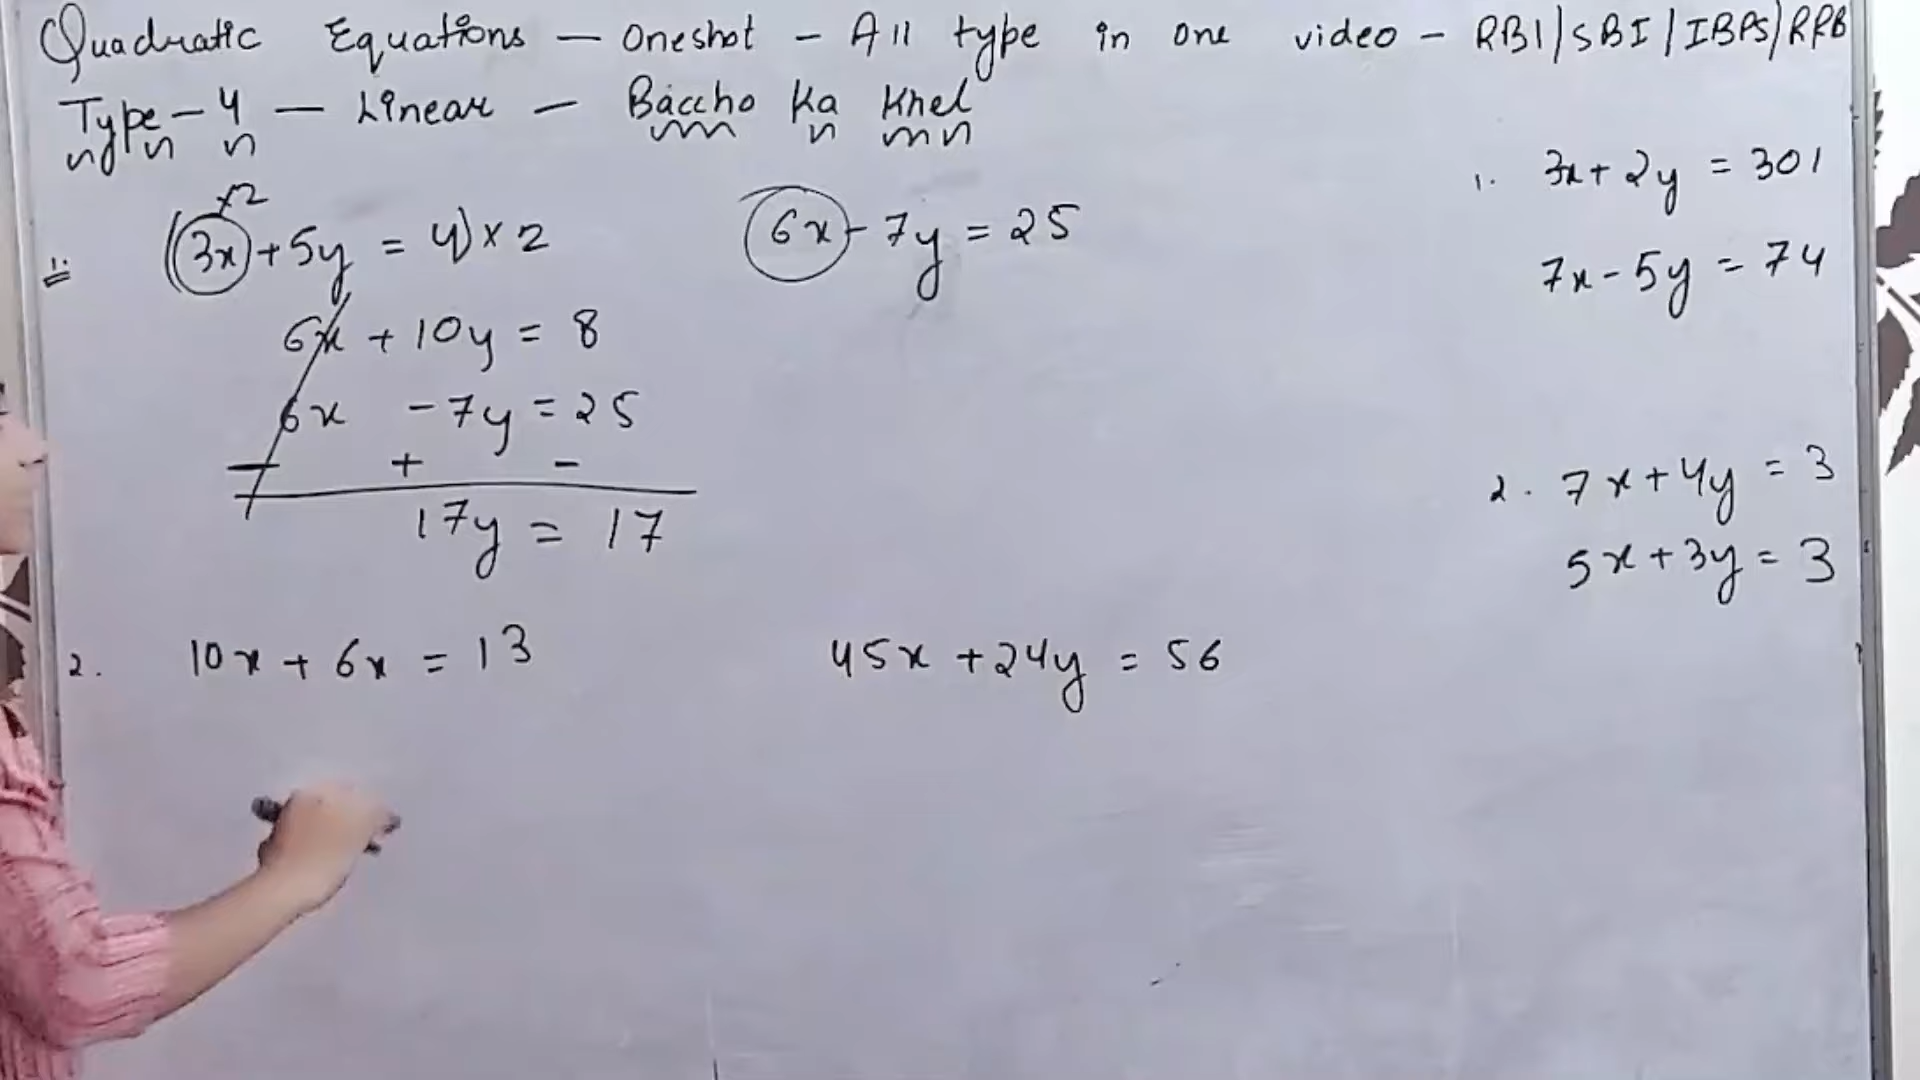 Quadratic Equations — Oneshot – All type in one video – RBI/SBI/IBPS/RRB
Type – 4 — Linear — Baccho Ka Khel
×2
1. (3x + 5y = 4) × 2
6x - 7y = 25
6x + 10y = 8
6x - 7y = 25
- + -
17y = 17
2. 10x + 6x = 13
45x + 24y = 56
1. 3x + 2y = 301
7x - 5y = 74
2. 7x + 4y = 3
5x + 3y = 3